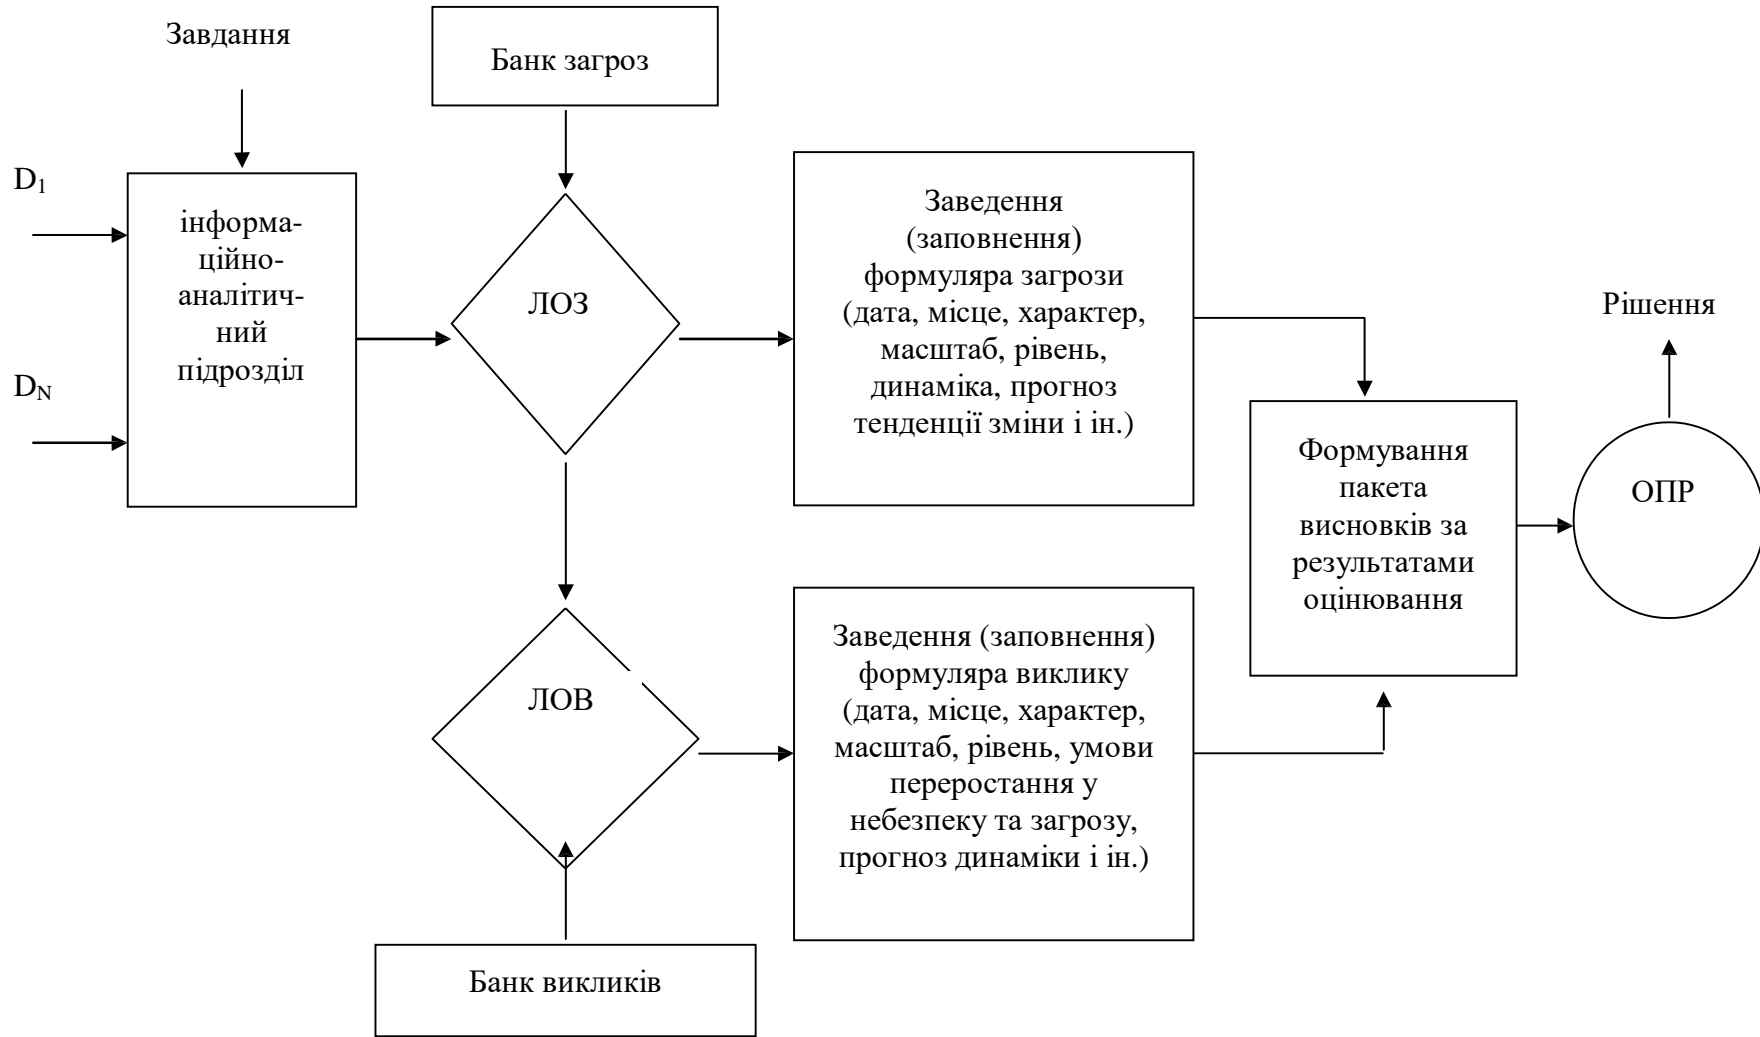 Завдання
Банк загроз
D1
DN
інформа-
ційно-
аналітич-
ний
підрозділ
ЛОЗ
Заведення
(заповнення)
формуляра загрози
(дата, місце, характер,
масштаб, рівень,
динаміка, прогноз
тенденції зміни і ін.)
ЛОВ
Заведення (заповнення)
формуляра виклику
(дата, місце, характер,
масштаб, рівень, умови
переростання у
небезпеку та загрозу,
прогноз динаміки і ін.)
Банк викликів
Формування
пакета
висновків за
результатами
оцінювання
Рішення
ОПР